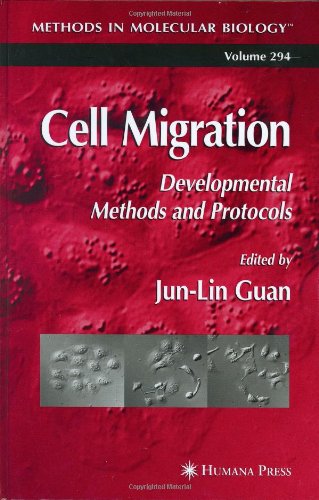 METHODS IN MOLECULAR BIOLOGY™
Volume 294
Cell Migration
Developmental
Methods and Protocols
Edited by
Jun-Lin Guan
HUMANA PRESS